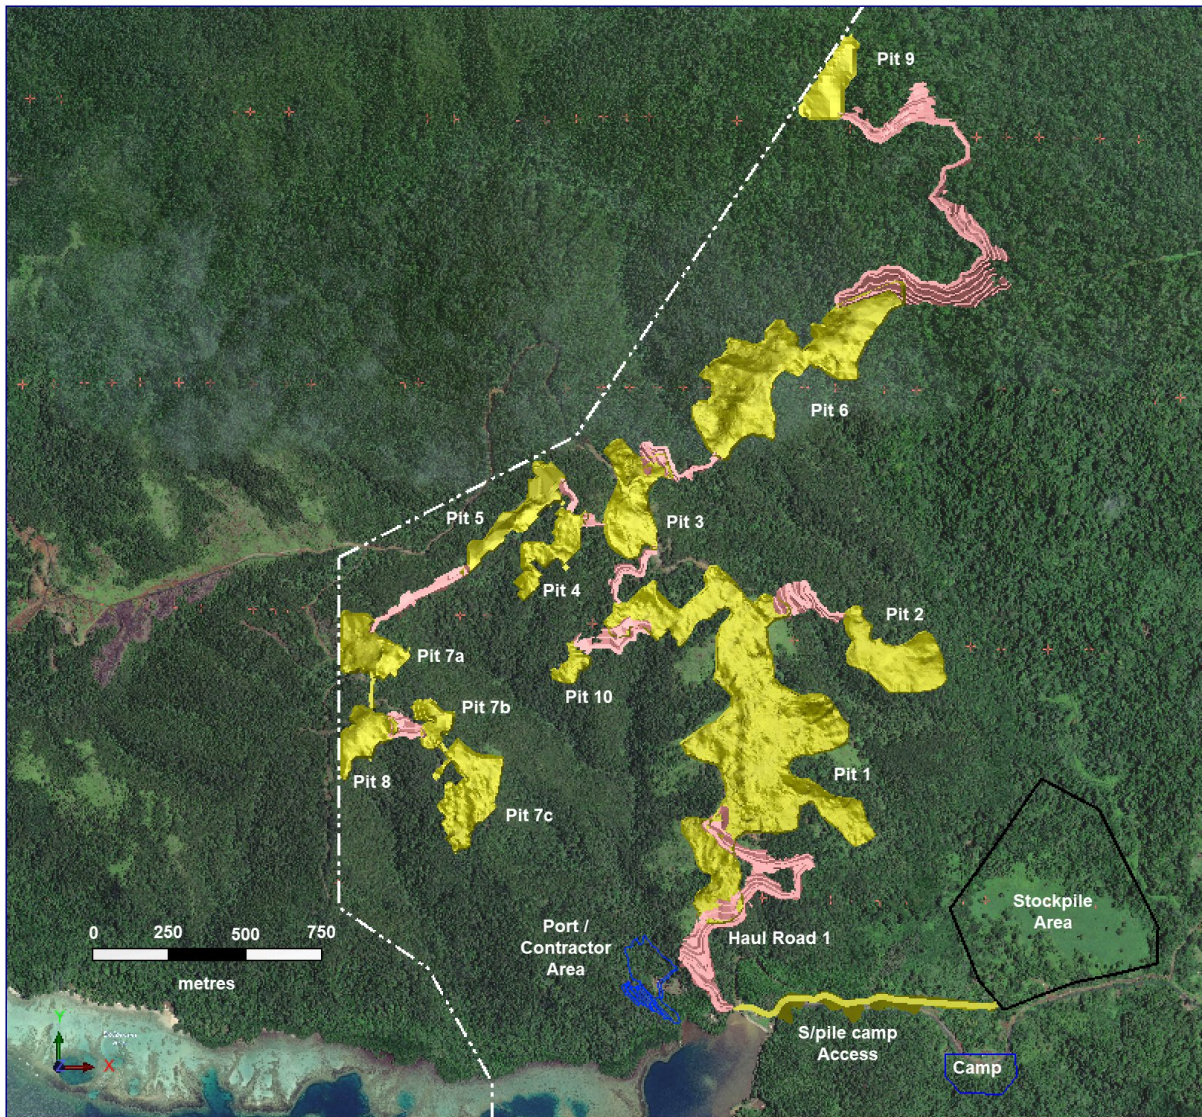 Pit 9
Pit 6
Pit 5
Pit 3
Pit 4
Pit 2
Pit 7a
Pit 10
Pit 7b
Pit 8
Pit 1
Pit 7c
Stockpile
Area
Port /
Contractor
Area
Haul Road 1
0 250 500 750
metres
S/pile camp
Access
Camp
Y
X
Z